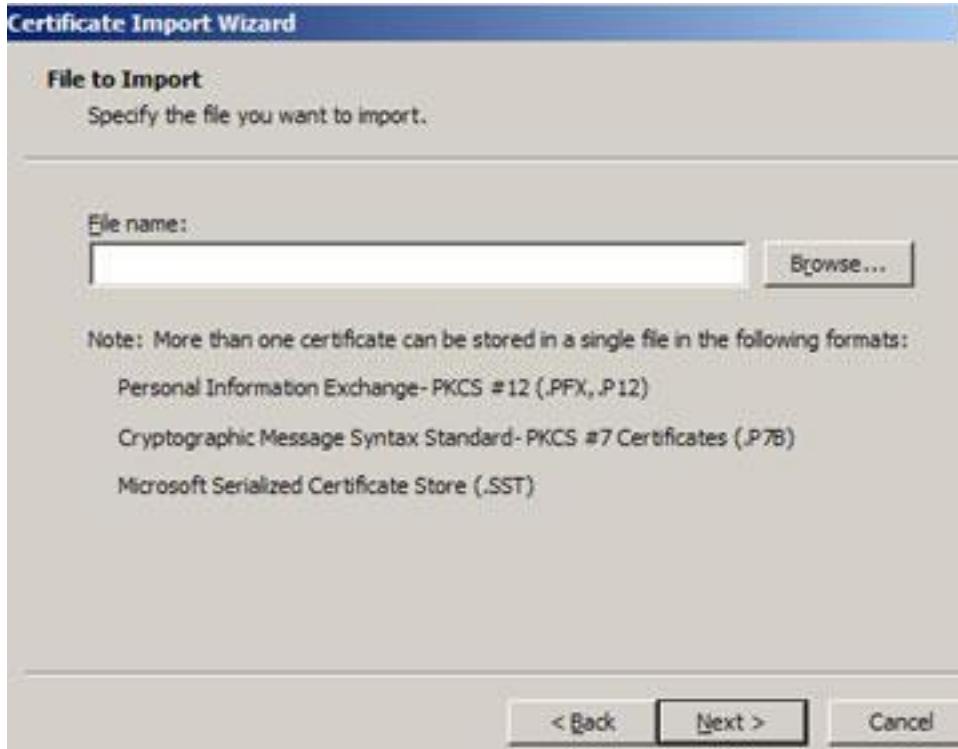 Certificate Import Wizard
File to Import
Specify the file you want to import.
File name:
Browse...
Note: More than one certificate can be stored in a single file in the following formats:
Personal Information Exchange- PKCS #12 (.PFX,.P12)
Cryptographic Message Syntax Standard- PKCS #7 Certificates (.P7B)
Microsoft Serialized Certificate Store (.SST)
< Back
Next >
Cancel